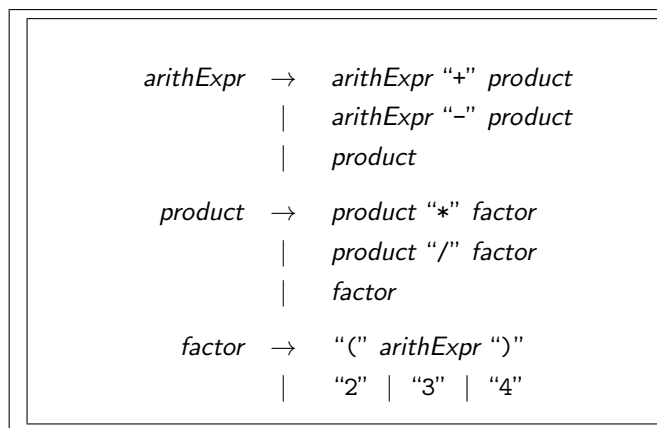 arithExpr → arithExpr “+” product
| arithExpr “-” product
| product
product → product “*” factor
| product “/” factor
| factor
factor → “(” arithExpr “)”
| “2” | “3” | “4”